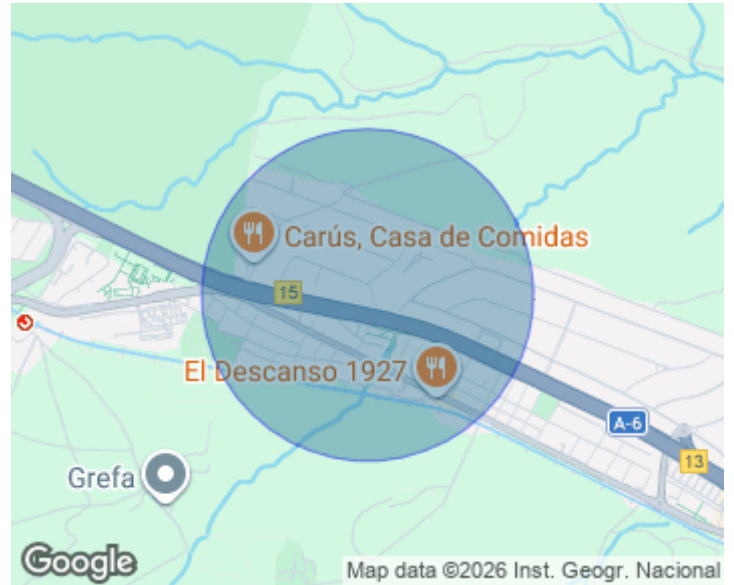 Carús, Casa de Comidas
15
El Descanso 1927
A-6
13
Grefa
Google
Map data ©2026 Inst. Geogr. Nacional